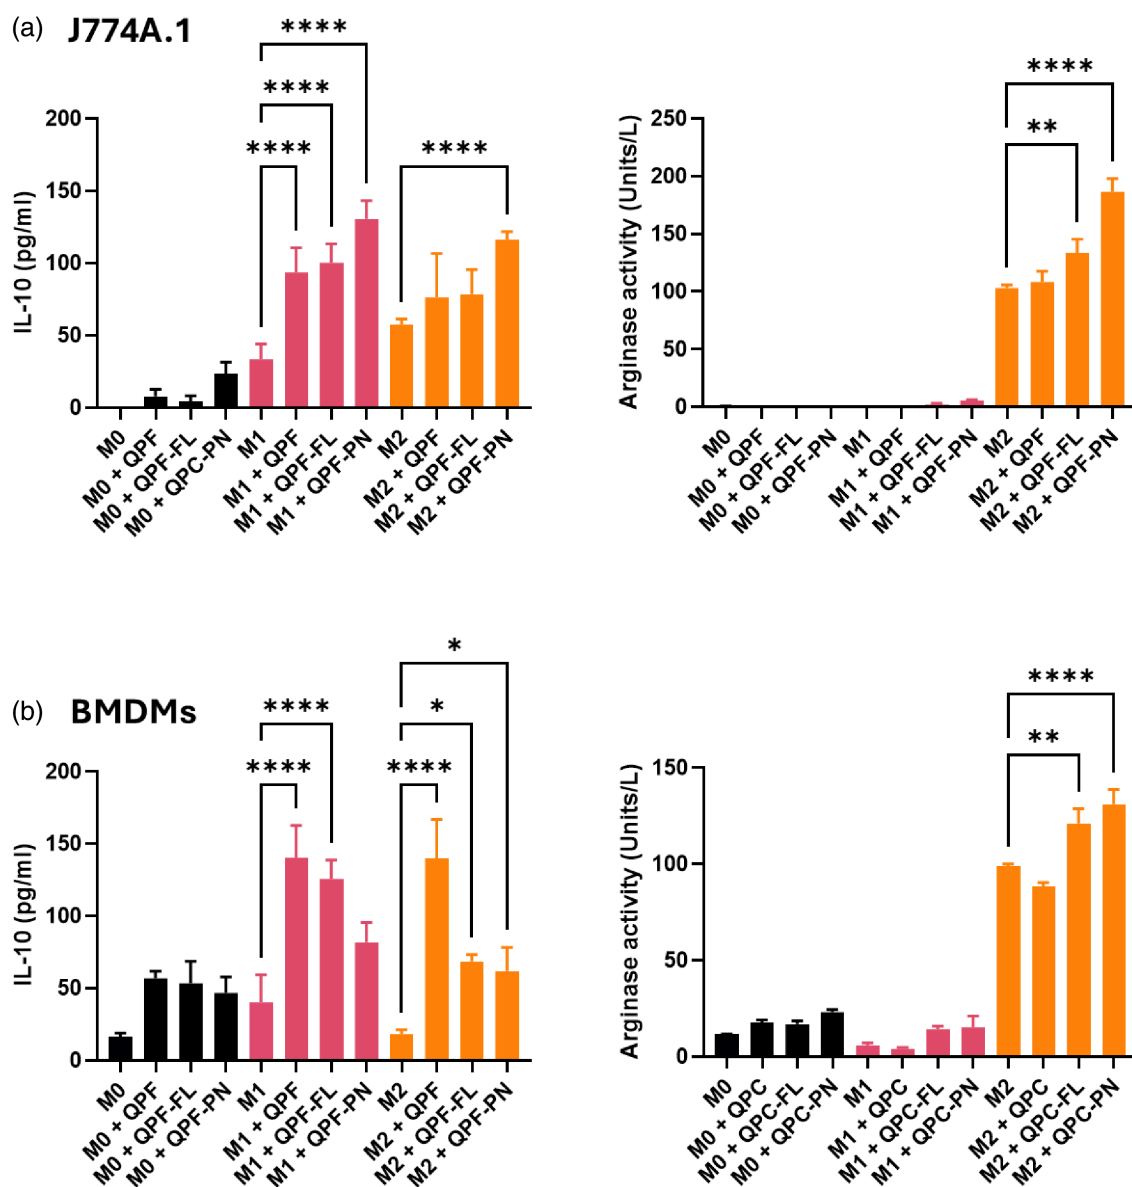 (a) J774A.1
****
****
****
****
200
150
100
50
0
IL-10 (pg/ml)
M0
M0 + QPF
M0 + QPF-FL
M0 + QPC-PN
M1
M1 + QPF
M1 + QPF-FL
M1 + QPF-PN
M2
M2 + QPF
M2 + QPF-FL
M2 + QPF-PN
****
**
250
200
150
100
50
0
Arginase activity (Units/L)
M0
M0 + QPF
M0 + QPF-FL
M0 + QPF-PN
M1
M1 + QPF
M1 + QPF-FL
M1 + QPF-PN
M2
M2 + QPF
M2 + QPF-FL
M2 + QPF-PN
(b) BMDMs
*
****
*
****
****
200
150
100
50
0
IL-10 (pg/ml)
M0
M0 + QPF
M0 + QPF-FL
M0 + QPF-PN
M1
M1 + QPF
M1 + QPF-FL
M1 + QPF-PN
M2
M2 + QPF
M2 + QPF-FL
M2 + QPF-PN
****
**
150
100
50
0
Arginase activity (Units/L)
M0
M0 + QPC
M0 + QPC-FL
M0 + QPC-PN
M1
M1 + QPC
M1 + QPC-FL
M1 + QPC-PN
M2
M2 + QPC
M2 + QPC-FL
M2 + QPC-PN